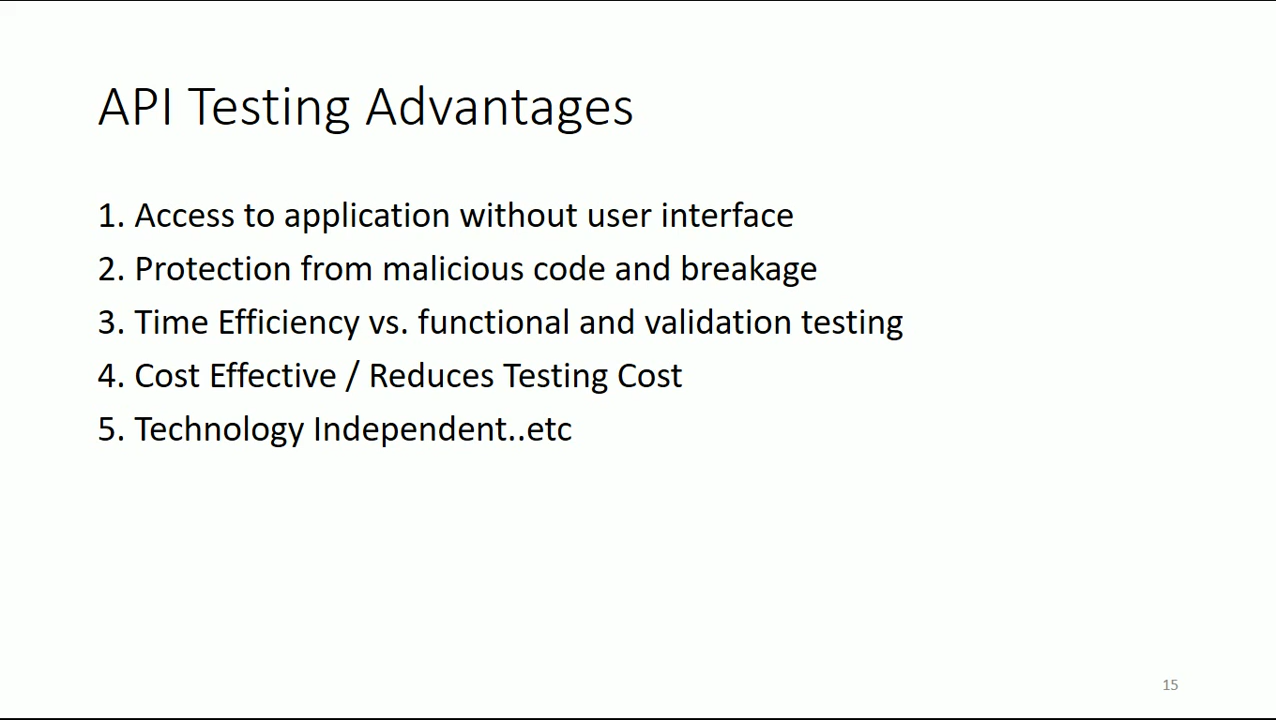 API Testing Advantages
1. Access to application without user interface
2. Protection from malicious code and breakage
3. Time Efficiency vs. functional and validation testing
4. Cost Effective / Reduces Testing Cost
5. Technology Independent..etc
15